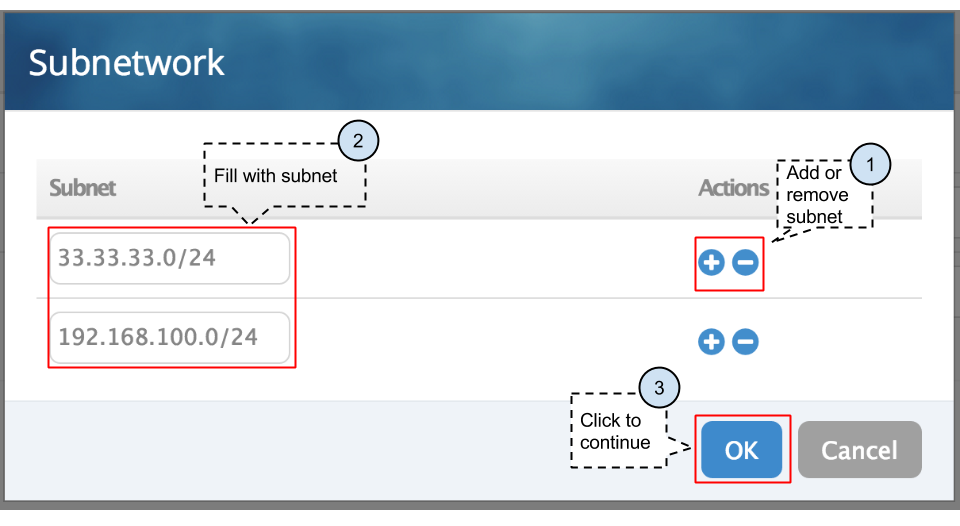 Subnetwork
2
1
Fill with subnet
Add or
remove
subnet
Subnet
Actions
33.33.33.0/24
192.168.100.0/24
3
Click to
continue
OK
Cancel